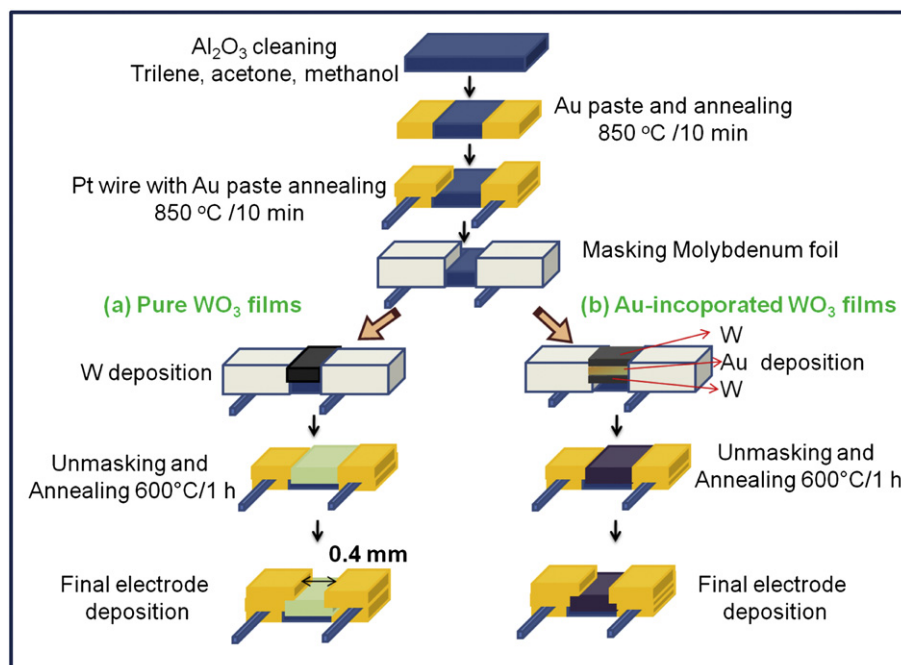 Al₂O₃ cleaning
Trilene, acetone, methanol
Au paste and annealing
850 ºC /10 min
Pt wire with Au paste annealing
850 ºC /10 min
Masking Molybdenum foil
(a) Pure WO₃ films
(b) Au-incoporated WO₃ films
W deposition
W
Au deposition
W
Unmasking and
Annealing 600°C/1 h
Unmasking and
Annealing 600°C/1 h
0.4 mm
Final electrode
deposition
Final electrode
deposition